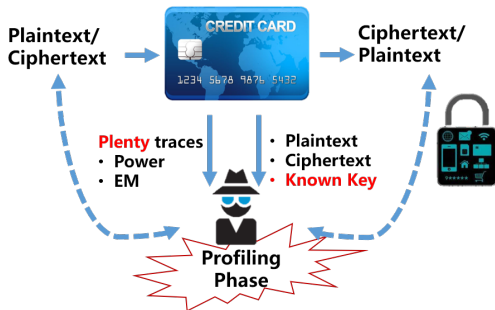 Plaintext/
Ciphertext
CREDIT CARD
1234 5678 9876 5432
Ciphertext/
Plaintext
Plenty traces
• Power
• EM
• Plaintext
• Ciphertext
• Known Key
Profiling
Phase